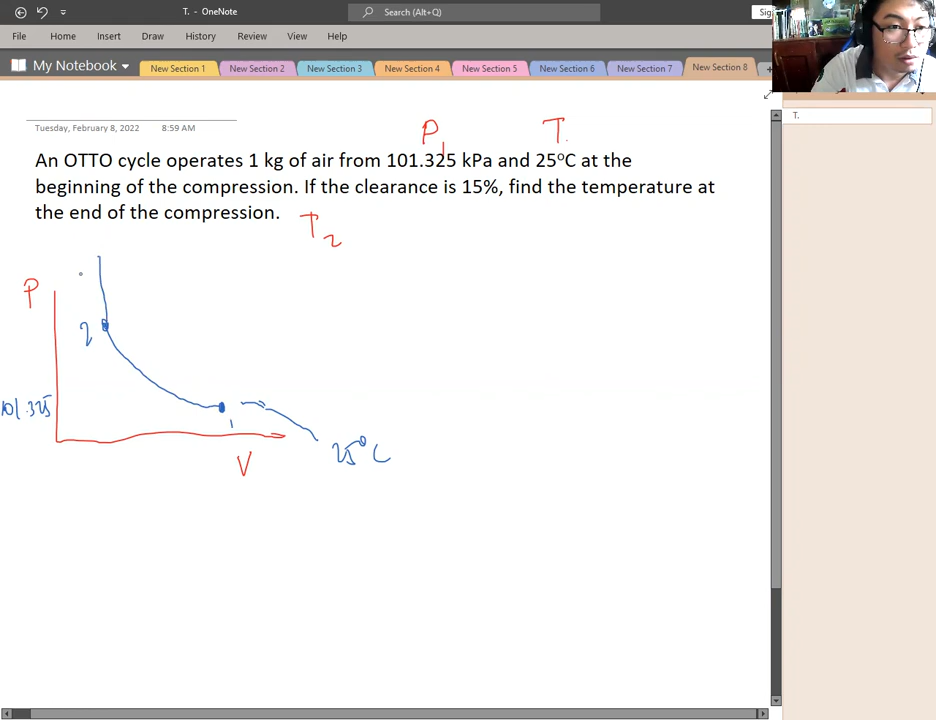 T. - OneNote
Search (Alt+Q)
Sig
File Home Insert Draw History Review View Help
My Notebook New Section 1 New Section 2 New Section 3 New Section 4 New Section 5 New Section 6 New Section 7 New Section 8
T.
Tuesday, February 8, 2022 8:59 AM
P1 T.
An OTTO cycle operates 1 kg of air from 101.325 kPa and 25°C at the
beginning of the compression. If the clearance is 15%, find the temperature at
the end of the compression.
T2
P
2
101.325
1
25°C
V